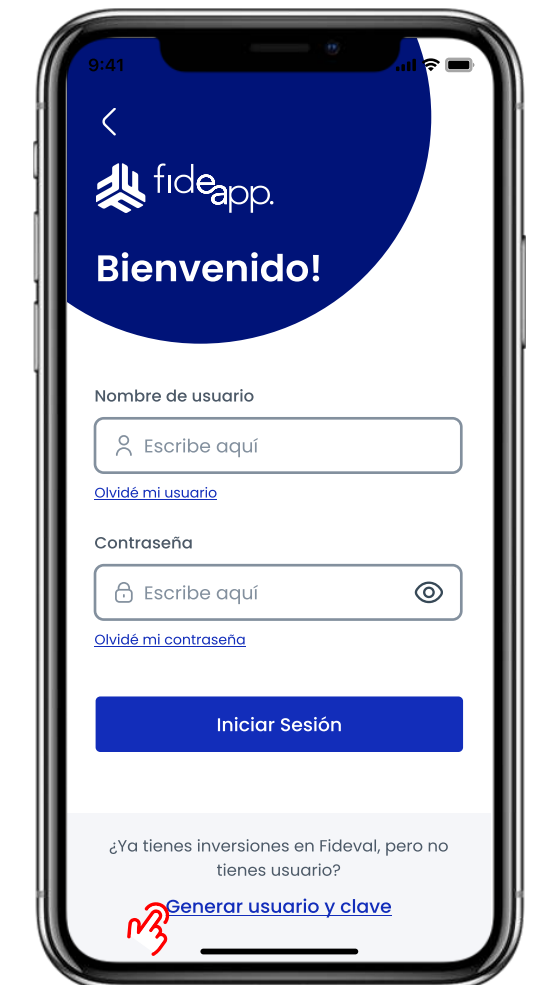 9:41
fideapp.
Bienvenido!
Nombre de usuario
Escribe aquí
Olvidé mi usuario
Contraseña
Escribe aquí
Olvidé mi contraseña
Iniciar Sesión
¿Ya tienes inversiones en Fideval, pero no
tienes usuario?
Generar usuario y clave